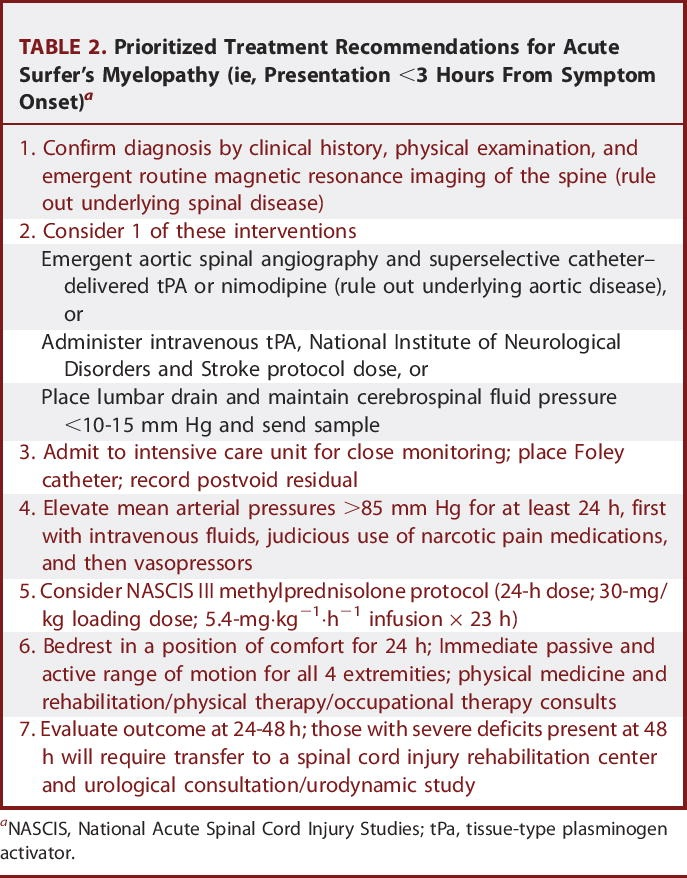 TABLE 2. Prioritized Treatment Recommendations for Acute
Surfer's Myelopathy (ie, Presentation <3 Hours From Symptom
Onset)a
1. Confirm diagnosis by clinical history, physical examination, and
emergent routine magnetic resonance imaging of the spine (rule
out underlying spinal disease)
2. Consider 1 of these interventions
Emergent aortic spinal angiography and superselective catheter–
delivered tPA or nimodipine (rule out underlying aortic disease),
or
Administer intravenous tPA, National Institute of Neurological
Disorders and Stroke protocol dose, or
Place lumbar drain and maintain cerebrospinal fluid pressure
<10-15 mm Hg and send sample
3. Admit to intensive care unit for close monitoring; place Foley
catheter; record postvoid residual
4. Elevate mean arterial pressures >85 mm Hg for at least 24 h, first
with intravenous fluids, judicious use of narcotic pain medications,
and then vasopressors
5. Consider NASCIS III methylprednisolone protocol (24-h dose; 30-mg/
kg loading dose; 5.4-mg·kg⁻¹·h⁻¹ infusion × 23 h)
6. Bedrest in a position of comfort for 24 h; Immediate passive and
active range of motion for all 4 extremities; physical medicine and
rehabilitation/physical therapy/occupational therapy consults
7. Evaluate outcome at 24-48 h; those with severe deficits present at 48
h will require transfer to a spinal cord injury rehabilitation center
and urological consultation/urodynamic study
aNASCIS, National Acute Spinal Cord Injury Studies; tPa, tissue-type plasminogen
activator.